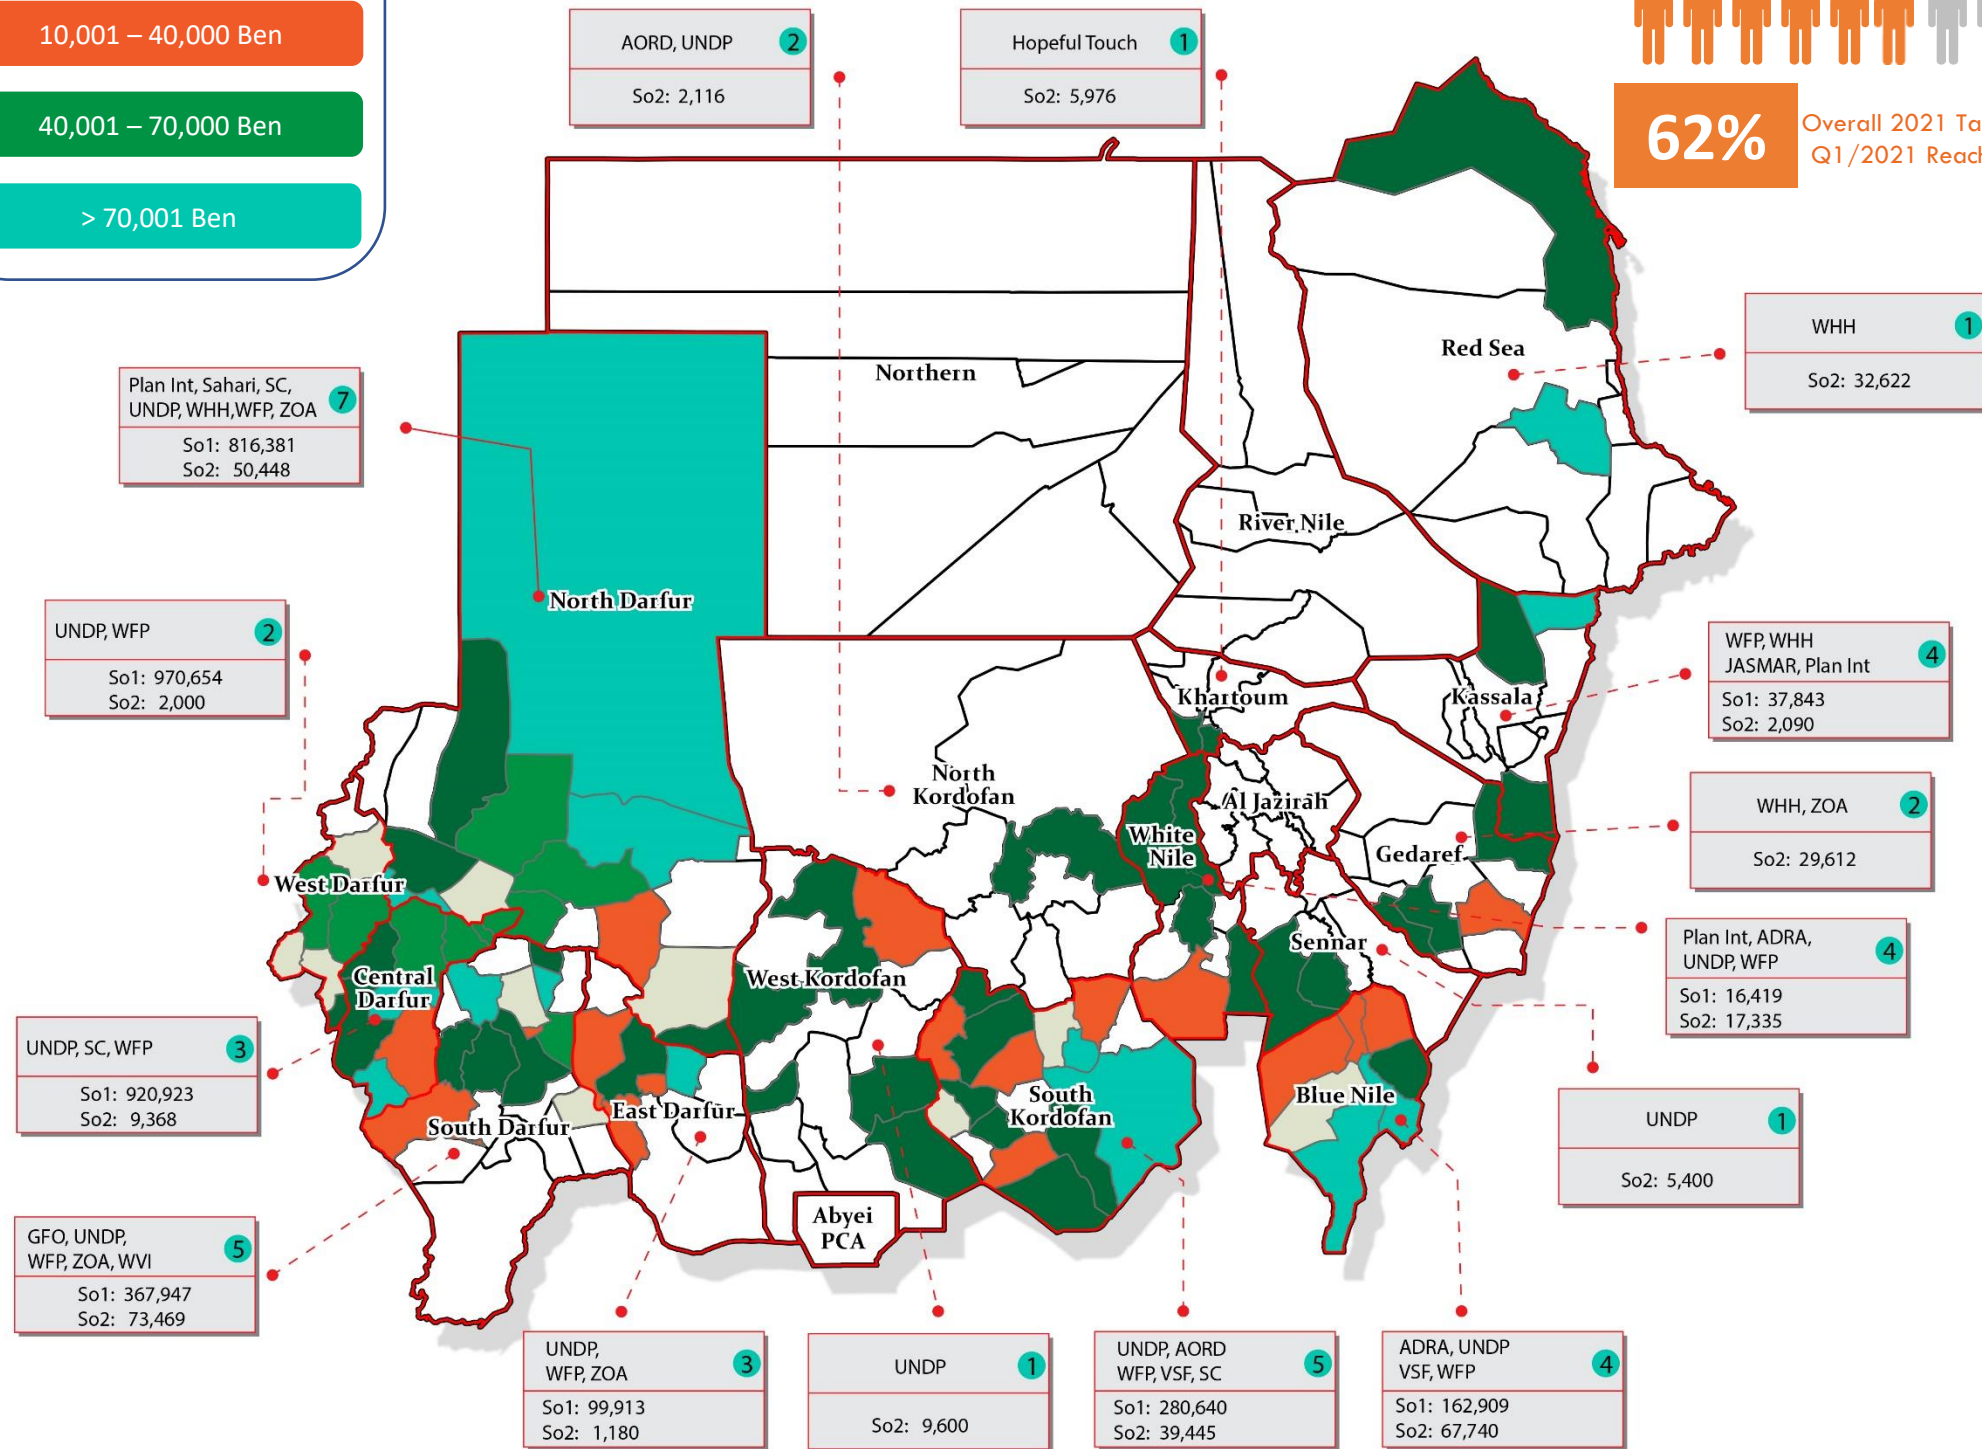 10,001 – 40,000 Ben
40,001 – 70,000 Ben
> 70,001 Ben
AORD, UNDP 2
So2: 2,116
Hopeful Touch 1
So2: 5,976
62%
Overall 2021
Q1/2021
WHH 1
So2: 32,622
Plan Int, Sahari, SC,
UNDP, WHH,WFP, ZOA 7
So1: 816,381
So2: 50,448
UNDP, WFP 2
So1: 970,654
So2: 2,000
WFP, WHH
JASMAR, Plan Int 4
So1: 37,843
So2: 2,090
WHH, ZOA 2
So2: 29,612
Plan Int, ADRA,
UNDP, WFP 4
So1: 16,419
So2: 17,335
UNDP, SC, WFP 3
So1: 920,923
So2: 9,368
UNDP 1
So2: 5,400
GFO, UNDP,
WFP, ZOA, WVI 5
So1: 367,947
So2: 73,469
UNDP,
WFP, ZOA 3
So1: 99,913
So2: 1,180
UNDP 1
So2: 9,600
UNDP, AORD
WFP, VSF, SC 5
So1: 280,640
So2: 39,445
ADRA, UNDP
VSF, WFP 4
So1: 162,909
So2: 67,740
Northern
Red Sea
River Nile
North Darfur
Khartoum
Kassala
North
Kordofan
Al Jazirah
White
Nile
Gedaref
West Darfur
Sennar
Central
Darfur
West Kordofan
South
Kordofan
Blue Nile
South Darfur
East Darfur
Abyei
PCA